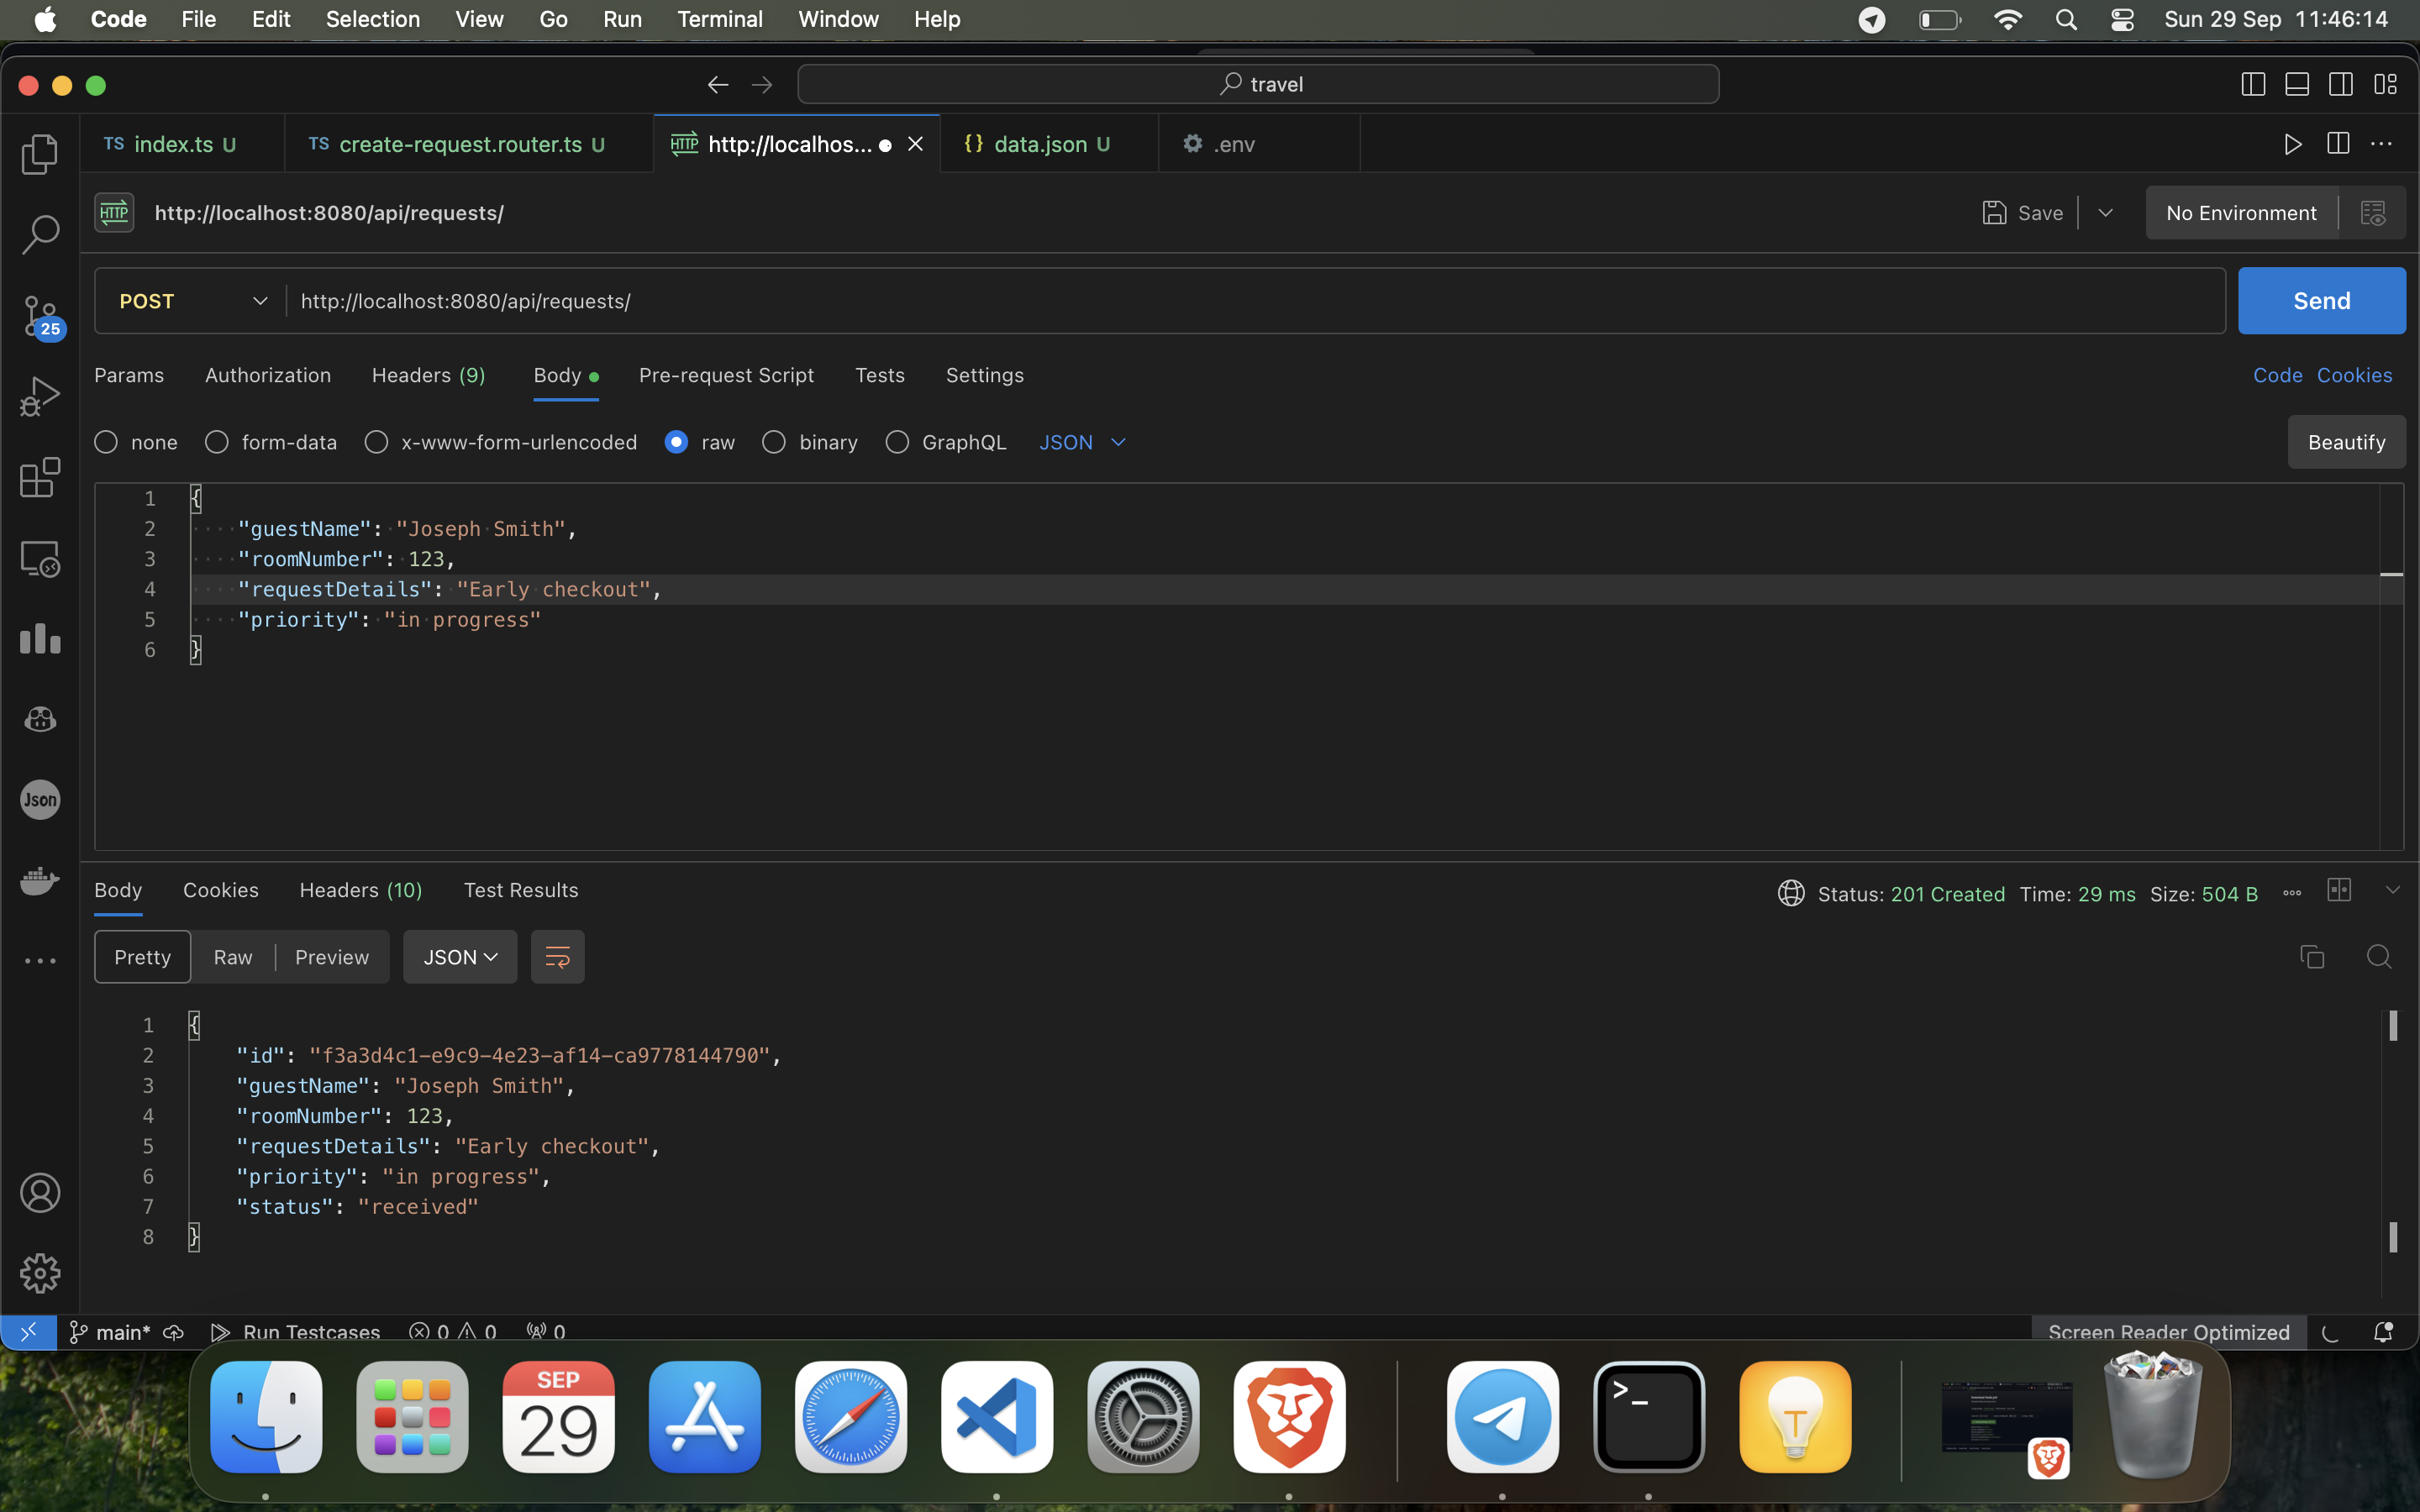 Code File Edit Selection View Go Run Terminal Window Help Sun 29 Sep 11:46:14
travel
TS index.ts U TS create-request.router.ts U HTTP http://localhos... {} data.json U .env
HTTP http://localhost:8080/api/requests/ Save No Environment
POST http://localhost:8080/api/requests/ Send
25
Params Authorization Headers (9) Body Pre-request Script Tests Settings Code Cookies
none form-data x-www-form-urlencoded raw binary GraphQL JSON Beautify
1 {
2 "guestName": "Joseph Smith",
3 "roomNumber": 123,
4 "requestDetails": "Early checkout",
5 "priority": "in progress"
6 }
Json
Body Cookies Headers (10) Test Results Status: 201 Created Time: 29 ms Size: 504 B
Pretty Raw Preview JSON
1 {
2 "id": "f3a3d4c1-e9c9-4e23-af14-ca9778144790",
3 "guestName": "Joseph Smith",
4 "roomNumber": 123,
5 "requestDetails": "Early checkout",
6 "priority": "in progress",
7 "status": "received"
8 }
main* Run Testcases 0 0 0 Screen Reader Optimized
SEP
29
>_
T